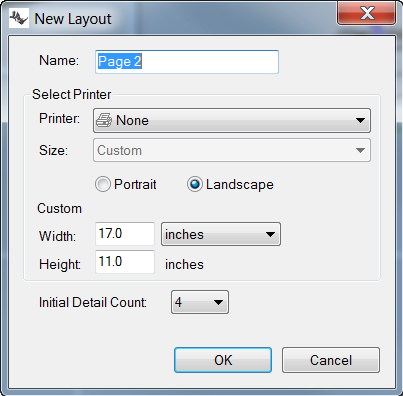 New Layout
Name: Page 2
Select Printer
Printer: None
Size: Custom
Portrait Landscape
Custom
Width: 17.0 inches
Height: 11.0 inches
Initial Detail Count: 4
OK Cancel